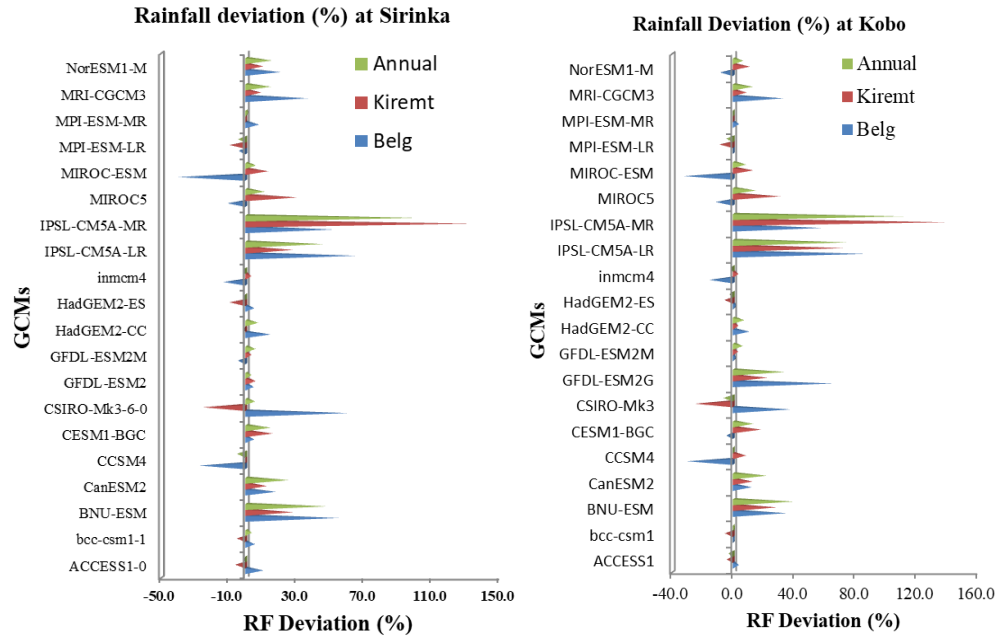 Rainfall deviation (%) at Sirinka
Annual
Kiremt
Belg
GCMs
NorESM1-M
MRI-CGCM3
MPI-ESM-MR
MPI-ESM-LR
MIROC-ESM
MIROC5
IPSL-CM5A-MR
IPSL-CM5A-LR
inmcm4
HadGEM2-ES
HadGEM2-CC
GFDL-ESM2M
GFDL-ESM2
CSIRO-Mk3-6-0
CESM1-BGC
CCSM4
CanESM2
BNU-ESM
bcc-csm1-1
ACCESS1-0
-50.0 -10.0 30.0 70.0 110.0 150.0
RF Deviation (%)
Rainfall Deviation (%) at Kobo
Annual
Kiremt
Belg
GCMs
NorESM1-M
MRI-CGCM3
MPI-ESM-MR
MPI-ESM-LR
MIROC-ESM
MIROC5
IPSL-CM5A-MR
IPSL-CM5A-LR
inmcm4
HadGEM2-ES
HadGEM2-CC
GFDL-ESM2M
GFDL-ESM2G
CSIRO-Mk3
CESM1-BGC
CCSM4
CanESM2
BNU-ESM
bcc-csm1
ACCESS1
-40.0 0.0 40.0 80.0 120.0 160.0
RF Deviation (%)